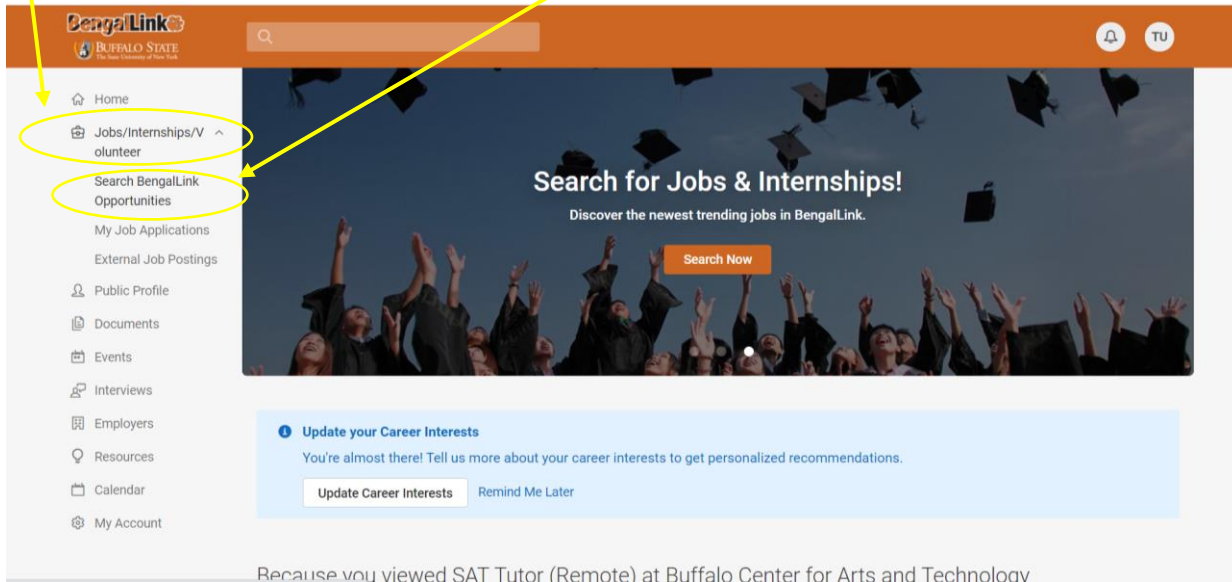 BengalLink
BUFFALO STATE
The State University of New York
TU
Home
Jobs/Internships/V
olunteer
Search BengalLink
Opportunities
My Job Applications
External Job Postings
Public Profile
Documents
Events
Interviews
Employers
Resources
Calendar
My Account
Search for Jobs & Internships!
Discover the newest trending jobs in BengalLink.
Search Now
Update your Career Interests
You're almost there! Tell us more about your career interests to get personalized recommendations.
Update Career Interests Remind Me Later
Because you viewed SAT Tutor (Remote) at Buffalo Center for Arts and Technology